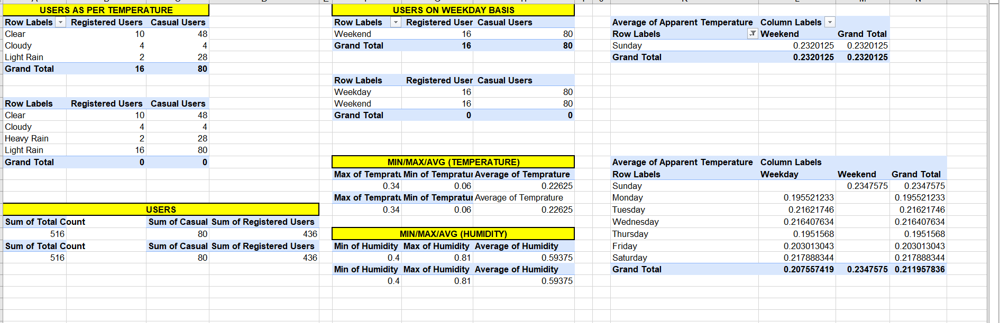 USERS AS PER TEMPERATURE
Row Labels Registered Users Casual Users
Clear 10 48
Cloudy 4 4
Light Rain 2 28
Grand Total 16 80
Row Labels Registered Users Casual Users
Clear 10 48
Cloudy 4 4
Heavy Rain 2 28
Light Rain 16 80
Grand Total 0 0
USERS
Sum of Total Count Sum of Casual Sum of Registered Users
516 80 436
Sum of Total Count Sum of Casual Sum of Registered Users
516 80 436
USERS ON WEEKDAY BASIS
Row Labels Registered User Casual Users
Weekend 16 80
Grand Total 16 80
Row Labels Registered User Casual Users
Weekday 16 80
Weekend 16 80
Grand Total 0 0
MIN/MAX/AVG (TEMPERATURE)
Max of Tempratu Min of Tempratur Average of Temprature
0.34 0.06 0.22625
Max of Tempratu Min of Tempratur Average of Temprature
0.34 0.06 0.22625
MIN/MAX/AVG (HUMIDITY)
Min of Humidity Max of Humidity Average of Humidity
0.4 0.81 0.59375
Min of Humidity Max of Humidity Average of Humidity
0.4 0.81 0.59375
Average of Apparent Temperature Column Labels
Row Labels Weekend Grand Total
Sunday 0.2320125 0.2320125
Grand Total 0.2320125 0.2320125
Average of Apparent Temperature Column Labels
Row Labels Weekday Weekend Grand Total
Sunday 0.2347575 0.2347575
Monday 0.195521233 0.195521233
Tuesday 0.21621746 0.21621746
Wednesday 0.216407634 0.216407634
Thursday 0.1951568 0.1951568
Friday 0.203013043 0.203013043
Saturday 0.217888344 0.217888344
Grand Total 0.207557419 0.2347575 0.211957836